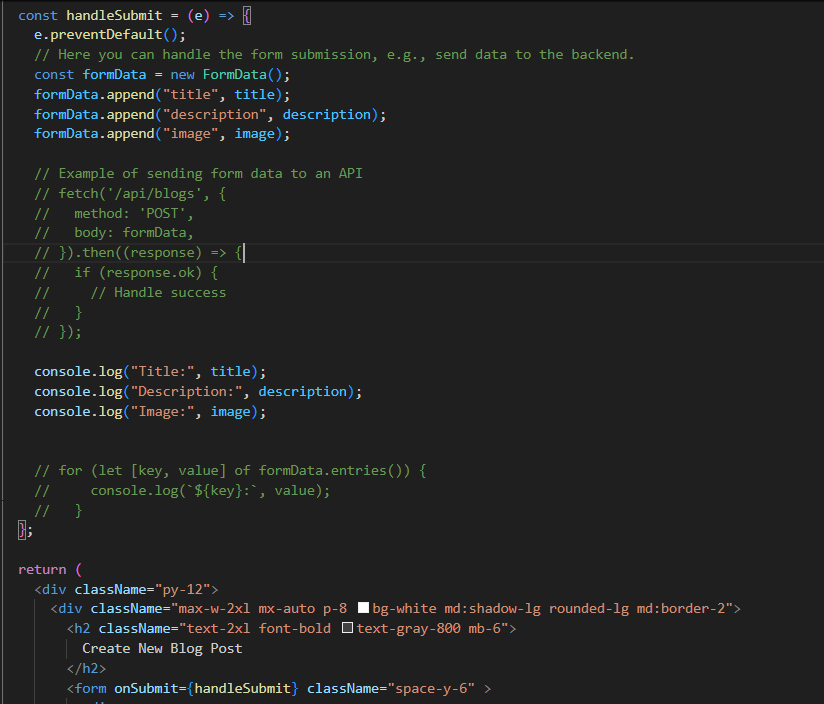 const handleSubmit = (e) => {
  e.preventDefault();
  // Here you can handle the form submission, e.g., send data to the backend.
  const formData = new FormData();
  formData.append("title", title);
  formData.append("description", description);
  formData.append("image", image);

  // Example of sending form data to an API
  // fetch('/api/blogs', {
  //   method: 'POST',
  //   body: formData,
  // }).then((response) => {
  //   if (response.ok) {
  //     // Handle success
  //   }
  // });

  console.log("Title:", title);
  console.log("Description:", description);
  console.log("Image:", image);


  // for (let [key, value] of formData.entries()) {
  //     console.log(`${key}:`, value);
  //   }
};

return (
  <div className="py-12">
    <div className="max-w-2xl mx-auto p-8 bg-white md:shadow-lg rounded-lg md:border-2">
      <h2 className="text-2xl font-bold text-gray-800 mb-6">
        Create New Blog Post
      </h2>
      <form onSubmit={handleSubmit} className="space-y-6" >